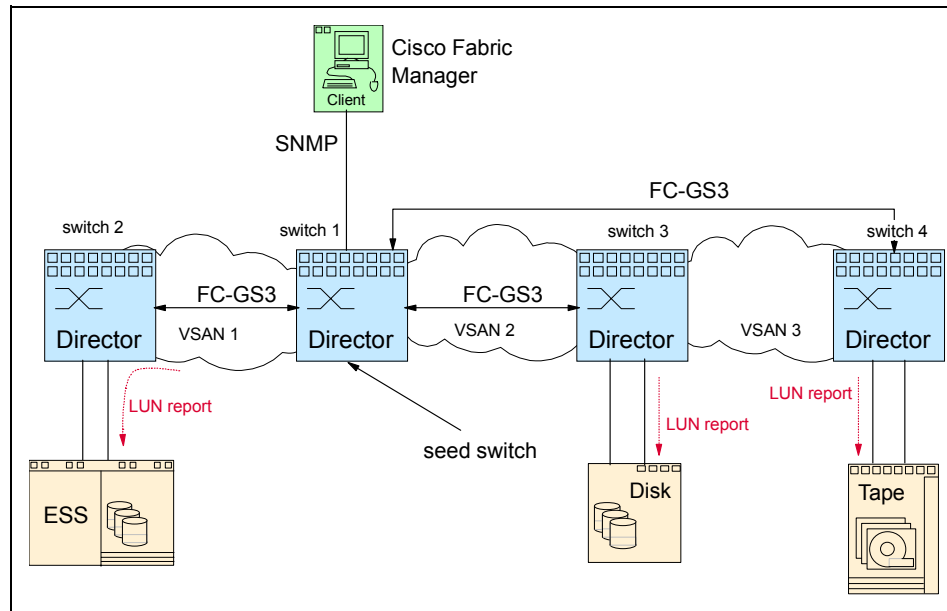 Cisco Fabric
Manager
Client
SNMP
FC-GS3
switch 2
switch 1
switch 3
switch 4
FC-GS3
FC-GS3
Director
VSAN 1
Director
VSAN 2
Director
VSAN 3
Director
LUN report
LUN report
LUN report
seed switch
ESS
Disk
Tape